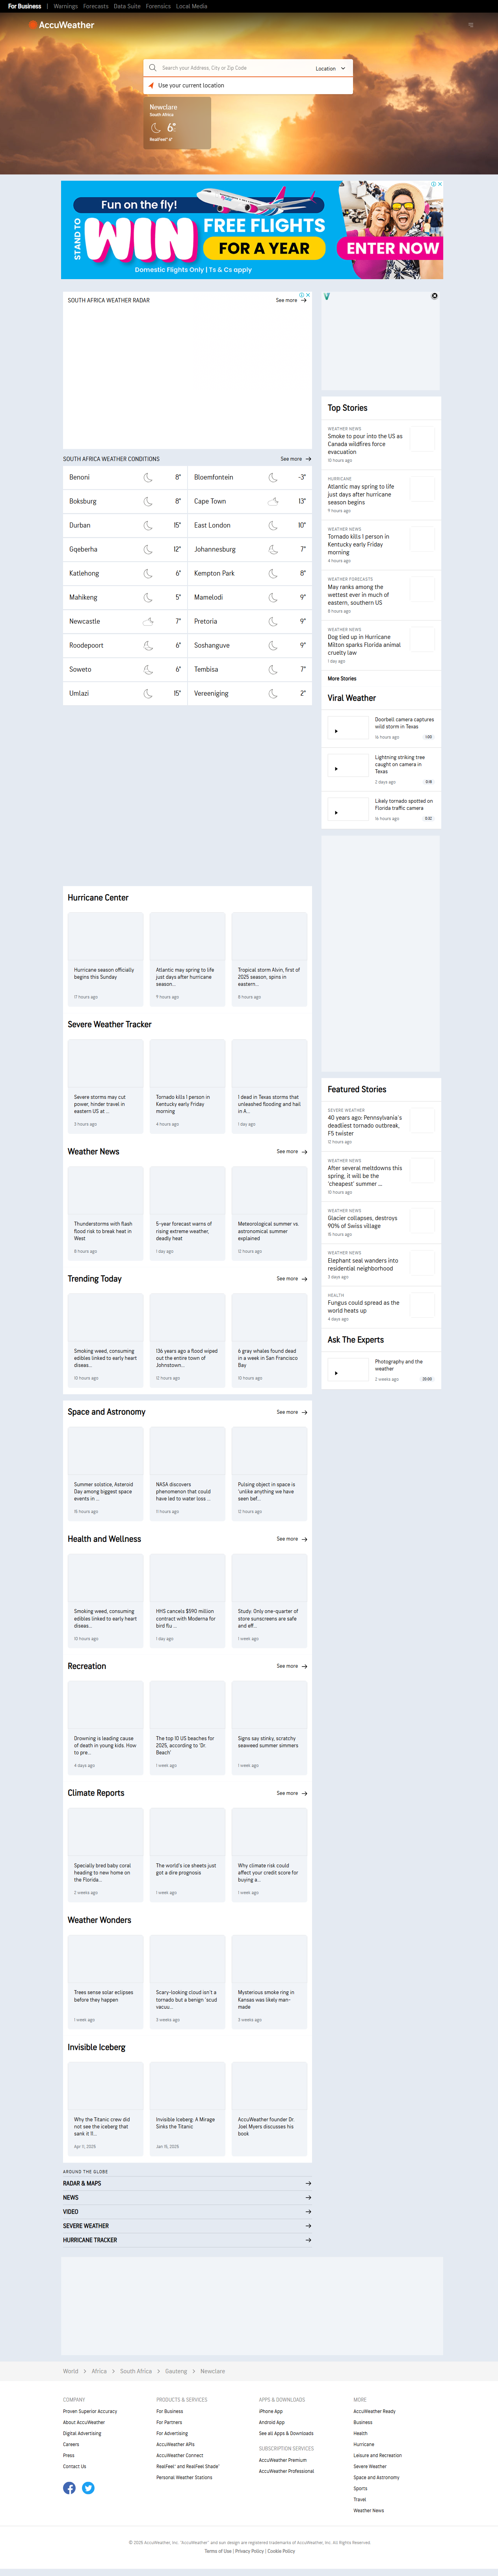 For Business | Warnings Forecasts Data Suite Forensics Local Media
AccuWeather
Search your Address, City or Zip Code
Location
Use your current location
Newclare
South Africa
6°
RealFeel® 6°
Fun on the fly!
STAND TO
WIN
FREE FLIGHTS
FOR A YEAR
ENTER NOW
Domestic Flights Only | Ts & Cs apply
SOUTH AFRICA WEATHER RADAR
See more
SOUTH AFRICA WEATHER CONDITIONS
See more
Benoni 8°
Bloemfontein -3°
Boksburg 8°
Cape Town 13°
Durban 15°
East London 10°
Gqeberha 12°
Johannesburg 7°
Katlehong 6°
Kempton Park 8°
Mahikeng 5°
Mamelodi 9°
Newcastle 7°
Pretoria 9°
Roodepoort 6°
Soshanguve 9°
Soweto 6°
Tembisa 7°
Umlazi 15°
Vereeniging 2°
Top Stories
WEATHER NEWS
Smoke to pour into the US as
Canada wildfires force
evacuation
10 hours ago
HURRICANE
Atlantic may spring to life
just days after hurricane
season begins
9 hours ago
WEATHER NEWS
Tornado kills 1 person in
Kentucky early Friday
morning
4 hours ago
WEATHER FORECASTS
May ranks among the
wettest ever in much of
eastern, southern US
8 hours ago
WEATHER NEWS
Dog tied up in Hurricane
Milton sparks Florida animal
cruelty law
1 day ago
More Stories
Viral Weather
Doorbell camera captures
wild storm in Texas
16 hours ago
1:00
Lightning striking tree
caught on camera in
Texas
2 days ago
0:18
Likely tornado spotted on
Florida traffic camera
16 hours ago
0:32
Hurricane Center
Hurricane season officially
begins this Sunday
17 hours ago
Atlantic may spring to life
just days after hurricane
season...
9 hours ago
Tropical storm Alvin, first of
2025 season, spins in
eastern...
8 hours ago
Severe Weather Tracker
Severe storms may cut
power, hinder travel in
eastern US at ...
3 hours ago
Tornado kills 1 person in
Kentucky early Friday
morning
4 hours ago
1 dead in Texas storms that
unleashed flooding and hail
in A...
1 day ago
Weather News
See more
Thunderstorms with flash
flood risk to break heat in
West
8 hours ago
5-year forecast warns of
rising extreme weather,
deadly heat
1 day ago
Meteorological summer vs.
astronomical summer
explained
12 hours ago
Trending Today
See more
Smoking weed, consuming
edibles linked to early heart
diseas...
10 hours ago
136 years ago a flood wiped
out the entire town of
Johnstown...
12 hours ago
6 gray whales found dead
in a week in San Francisco
Bay
10 hours ago
Featured Stories
SEVERE WEATHER
40 years ago: Pennsylvania's
deadliest tornado outbreak,
F5 twister
12 hours ago
WEATHER NEWS
After several meltdowns this
spring, it will be the
'cheapest' summer ...
10 hours ago
WEATHER NEWS
Glacier collapses, destroys
90% of Swiss village
15 hours ago
WEATHER NEWS
Elephant seal wanders into
residential neighborhood
3 days ago
HEALTH
Fungus could spread as the
world heats up
4 days ago
Ask The Experts
Photography and the
weather
2 weeks ago
20:00
Space and Astronomy
See more
Summer solstice, Asteroid
Day among biggest space
events in ...
16 hours ago
NASA discovers
phenomenon that could
have led to water loss ...
11 hours ago
Pulsing object in space is
'unlike anything we have
seen bef...
12 hours ago
Health and Wellness
See more
Smoking weed, consuming
edibles linked to early heart
diseas...
10 hours ago
HHS cancels $590 million
contract with Moderna for
bird flu ...
1 day ago
Study: Only one-quarter of
store sunscreens are safe
and eff...
1 week ago
Recreation
See more
Drowning is leading cause
of death in young kids. How
to pre...
4 days ago
The top 10 US beaches for
2025, according to 'Dr.
Beach'
1 week ago
Signs say stinky, scratchy
seaweed summer simmers
1 week ago
Climate Reports
See more
Specially bred baby coral
heading to new home on
the Florida...
2 weeks ago
The world's ice sheets just
got a dire prognosis
1 week ago
Why climate risk could
affect your credit score for
buying a...
1 week ago
Weather Wonders
Trees sense solar eclipses
before they happen
1 week ago
Scary-looking cloud isn't a
tornado but a benign 'scud
vacuu...
3 weeks ago
Mysterious smoke ring in
Kansas was likely man-
made
3 weeks ago
Invisible Iceberg
Why the Titanic crew did
not see the iceberg that
sank it 11...
Apr 11, 2025
Invisible Iceberg: A Mirage
Sinks the Titanic
Jan 15, 2025
AccuWeather founder Dr.
Joel Myers discusses his
book
AROUND THE GLOBE
RADAR & MAPS
NEWS
VIDEO
SEVERE WEATHER
HURRICANE TRACKER
World > Africa > South Africa > Gauteng > Newclare
COMPANY
Proven Superior Accuracy
About AccuWeather
Digital Advertising
Careers
Press
Contact Us
PRODUCTS & SERVICES
For Business
For Partners
For Advertising
AccuWeather APIs
AccuWeather Connect
RealFeel® and RealFeel Shade™
Personal Weather Stations
APPS & DOWNLOADS
iPhone App
Android App
See all Apps & Downloads
SUBSCRIPTION SERVICES
AccuWeather Premium
AccuWeather Professional
MORE
AccuWeather Ready
Business
Health
Hurricane
Leisure and Recreation
Severe Weather
Space and Astronomy
Sports
Travel
Weather News
© 2025 AccuWeather, Inc. "AccuWeather" and sun design are registered trademarks of AccuWeather, Inc. All Rights Reserved.
Terms of Use | Privacy Policy | Cookie Policy